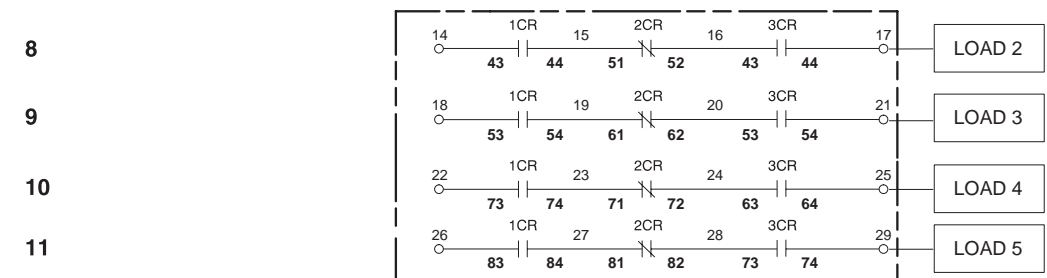 1CR 2CR 3CR
8 14 15 16 17 LOAD 2
43 44 51 52 43 44
1CR 2CR 3CR
9 18 19 20 21 LOAD 3
53 54 61 62 53 54
1CR 2CR 3CR
10 22 23 24 25 LOAD 4
73 74 71 72 63 64
1CR 2CR 3CR
11 26 27 28 29 LOAD 5
83 84 81 82 73 74